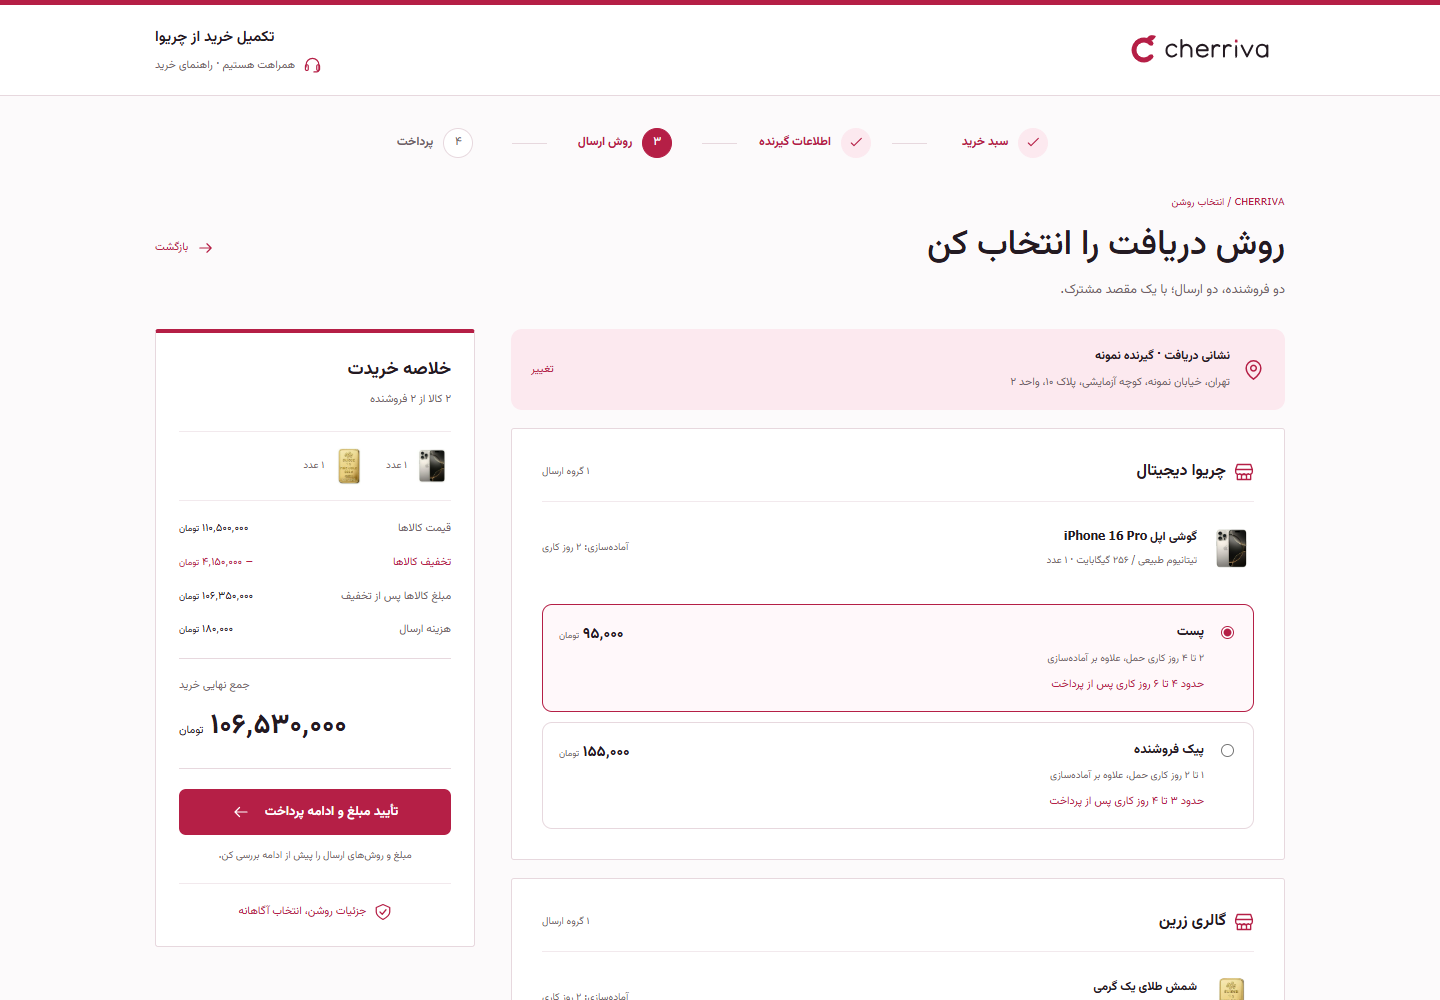 cherriva
تکمیل خرید از چریوا
همراهت هستیم · راهنمای خرید
سبد خرید
اطلاعات گیرنده
۳ روش ارسال
۴ پرداخت
CHERRIVA / انتخاب روشن
روش دریافت را انتخاب کن
بازگشت
دو فروشنده، دو ارسال؛ با یک مقصد مشترک.
نشانی دریافت · گیرنده نمونه
تهران، خیابان نمونه، کوچه آزمایشی، پلاک ۱۰، واحد ۲
تغییر
چریوا دیجیتال
۱ گروه ارسال
گوشی اپل iPhone 16 Pro
تیتانیوم طبیعی / ۲۵۶ گیگابایت · ۱ عدد
آماده‌سازی: ۲ روز کاری
پست
۹۵,۰۰۰ تومان
۲ تا ۴ روز کاری حمل، علاوه بر آماده‌سازی
حدود ۴ تا ۶ روز کاری پس از پرداخت
پیک فروشنده
۱۵۵,۰۰۰ تومان
۱ تا ۲ روز کاری حمل، علاوه بر آماده‌سازی
حدود ۳ تا ۴ روز کاری پس از پرداخت
گالری زرین
۱ گروه ارسال
شمش طلای یک گرمی
آماده‌سازی: ۲ روز کاری
خلاصه خریدت
۲ کالا از ۲ فروشنده
۱ عدد
۱ عدد
قیمت کالاها ۱۱۰,۵۰۰,۰۰۰ تومان
تخفیف کالاها − ۴,۱۵۰,۰۰۰ تومان
مبلغ کالاها پس از تخفیف ۱۰۶,۳۵۰,۰۰۰ تومان
هزینه ارسال ۱۸۰,۰۰۰ تومان
جمع نهایی خرید
۱۰۶,۵۳۰,۰۰۰ تومان
تأیید مبلغ و ادامه پرداخت
مبلغ و روش‌های ارسال را پیش از ادامه بررسی کن.
جزئیات روشن، انتخاب آگاهانه